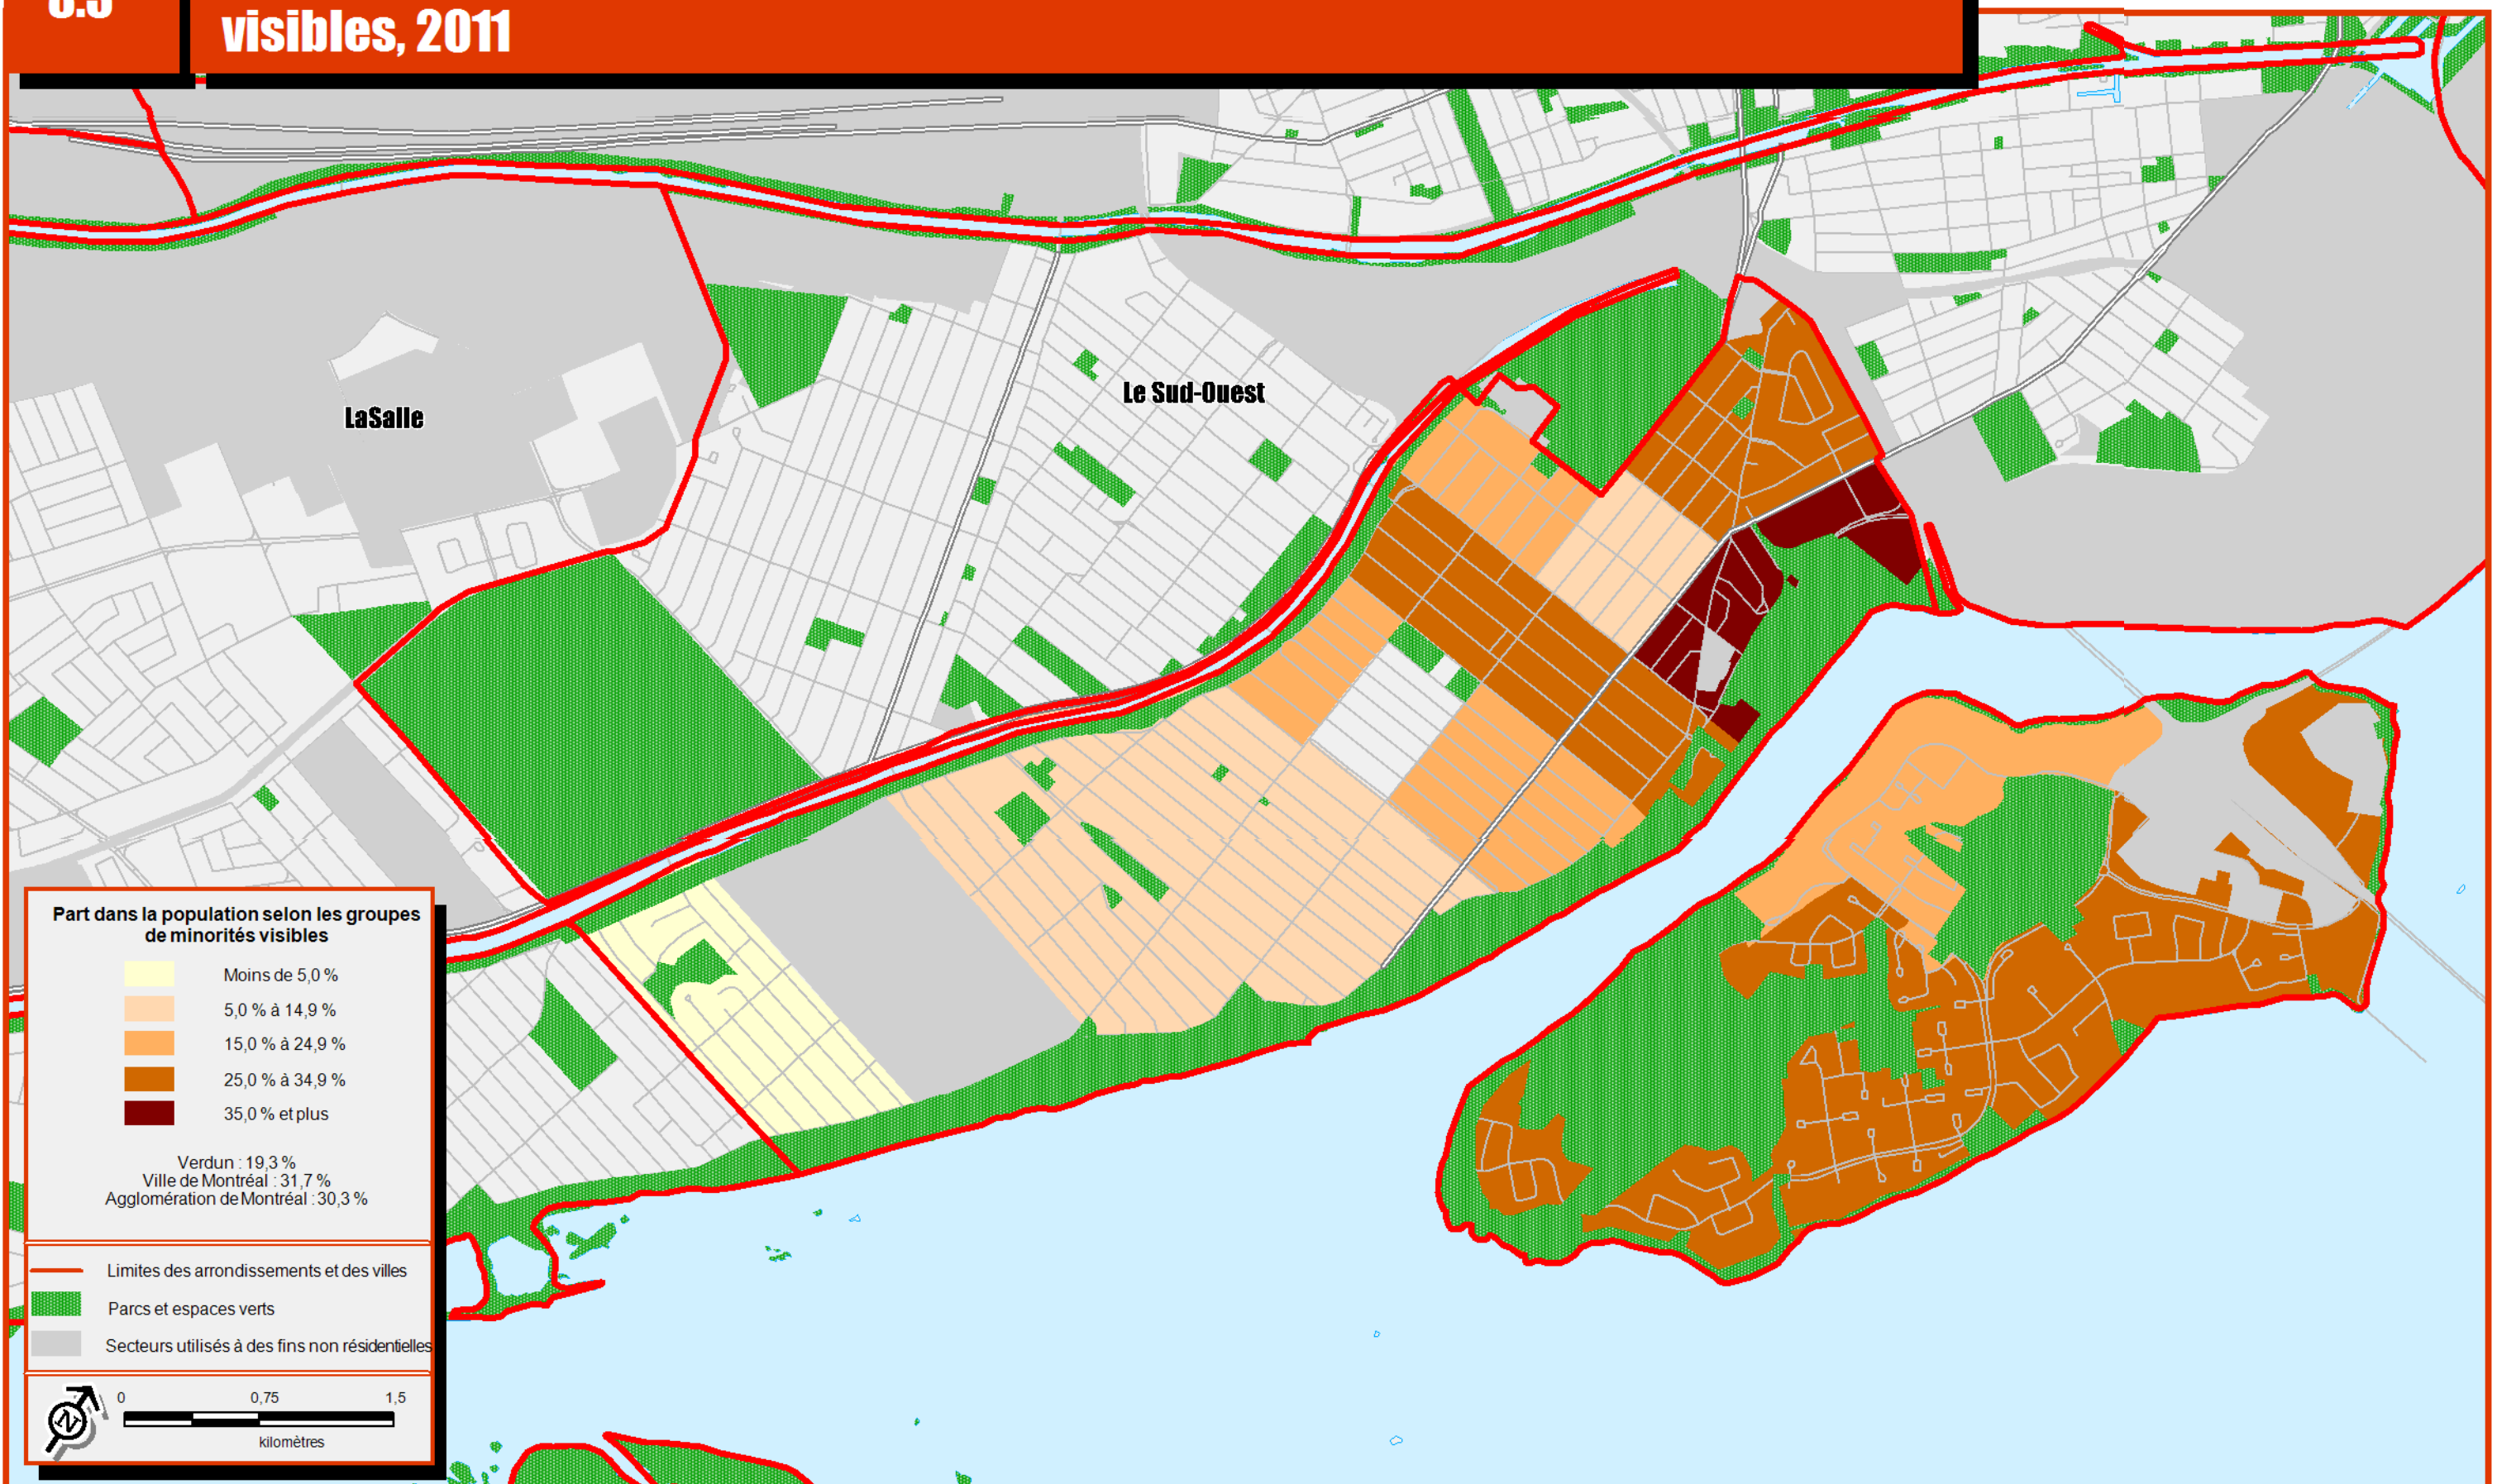 visibles, 2011
LaSalle
Le Sud-Ouest
Part dans la population selon les groupes
de minorités visibles
Moins de 5,0 %
5,0 % à 14,9 %
15,0 % à 24,9 %
25,0 % à 34,9 %
35,0 % et plus
Verdun : 19,3 %
Ville de Montréal : 31,7 %
Agglomération de Montréal : 30,3 %
Limites des arrondissements et des villes
Parcs et espaces verts
Secteurs utilisés à des fins non résidentielles
N
0 0,75 1,5
kilomètres